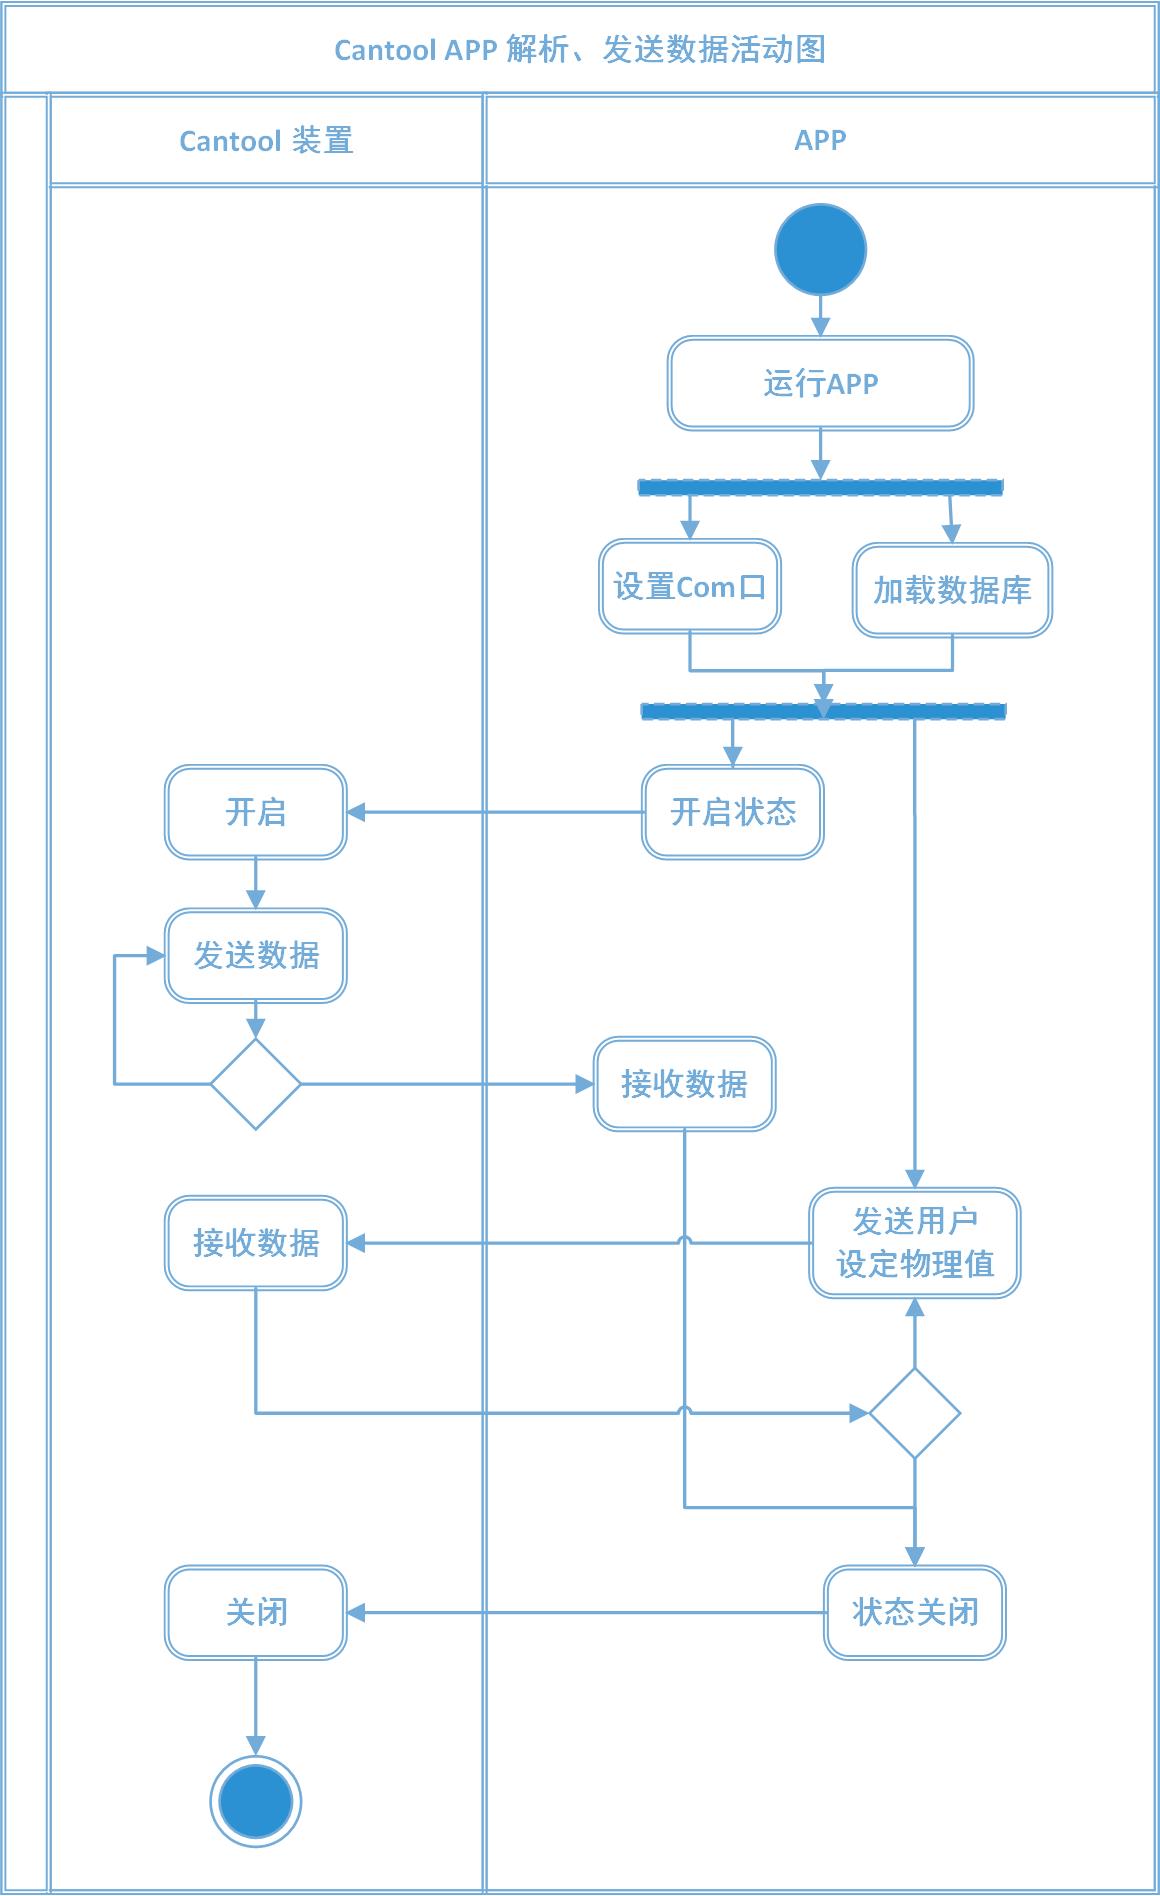 Cantool APP 解析、发送数据活动图
Cantool 装置
APP
运行APP
设置Com口
加载数据库
开启
开启状态
发送数据
接收数据
接收数据
发送用户
设定物理值
关闭
状态关闭